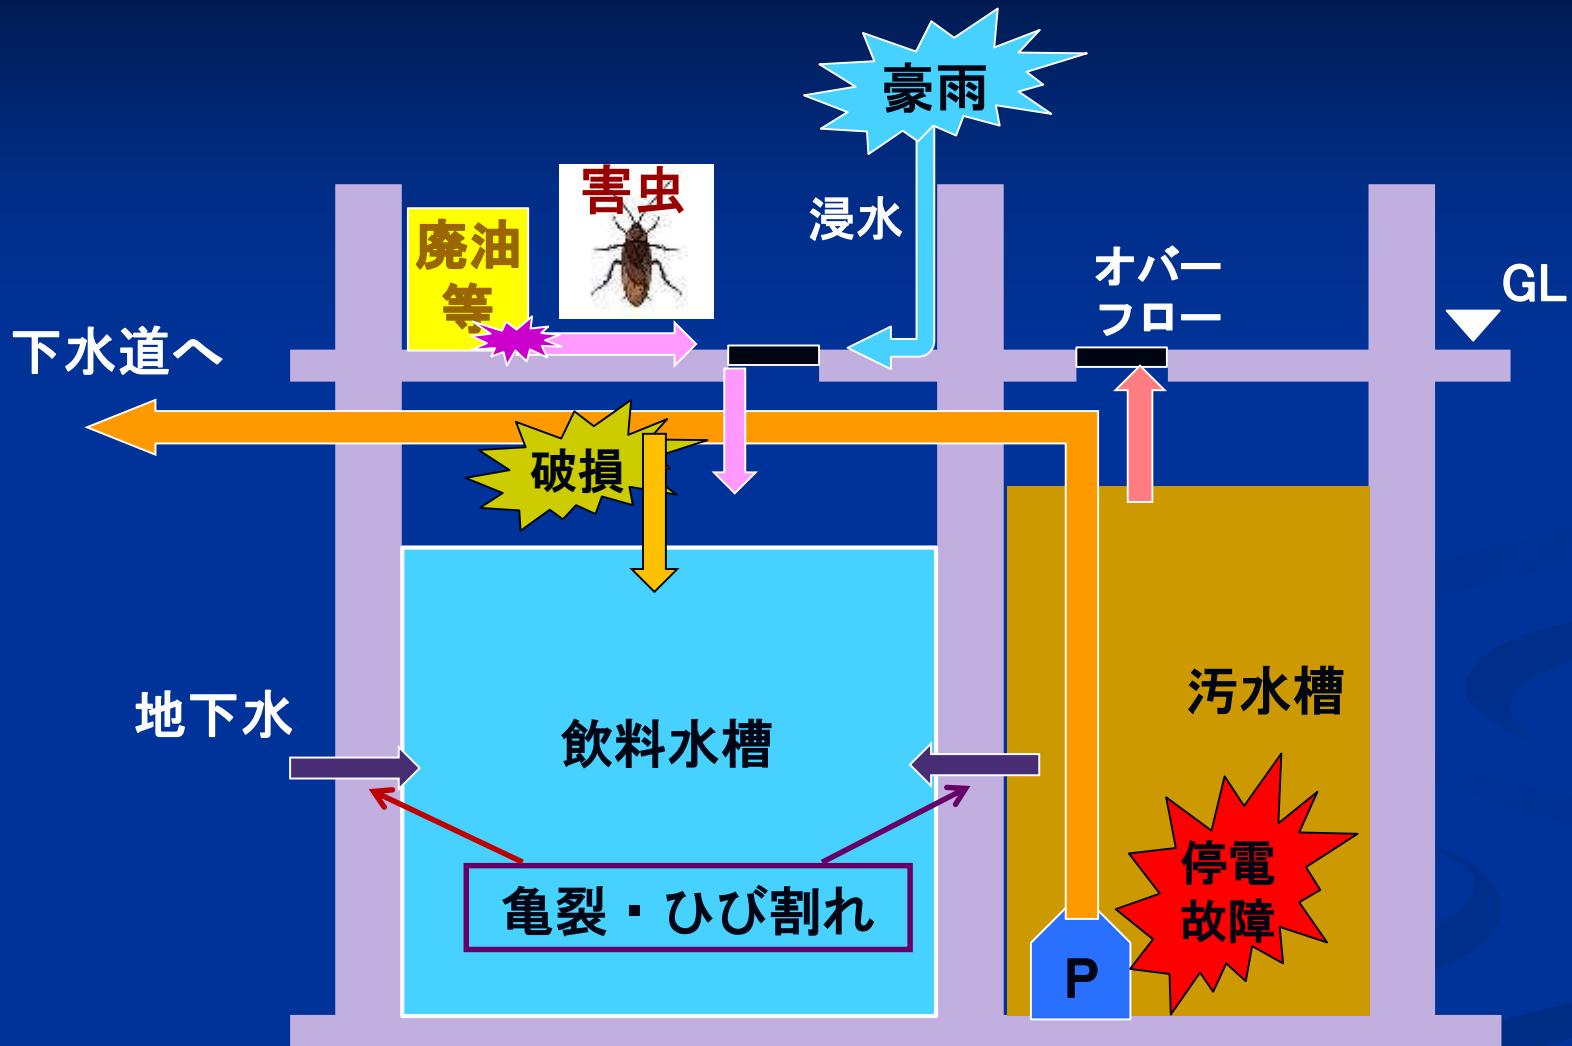 豪雨
害虫
廃油
等
浸水
オバー
フロー
GL
下水道へ
破損
地下水
飲料水槽
汚水槽
亀裂・ひび割れ
停電
故障
P